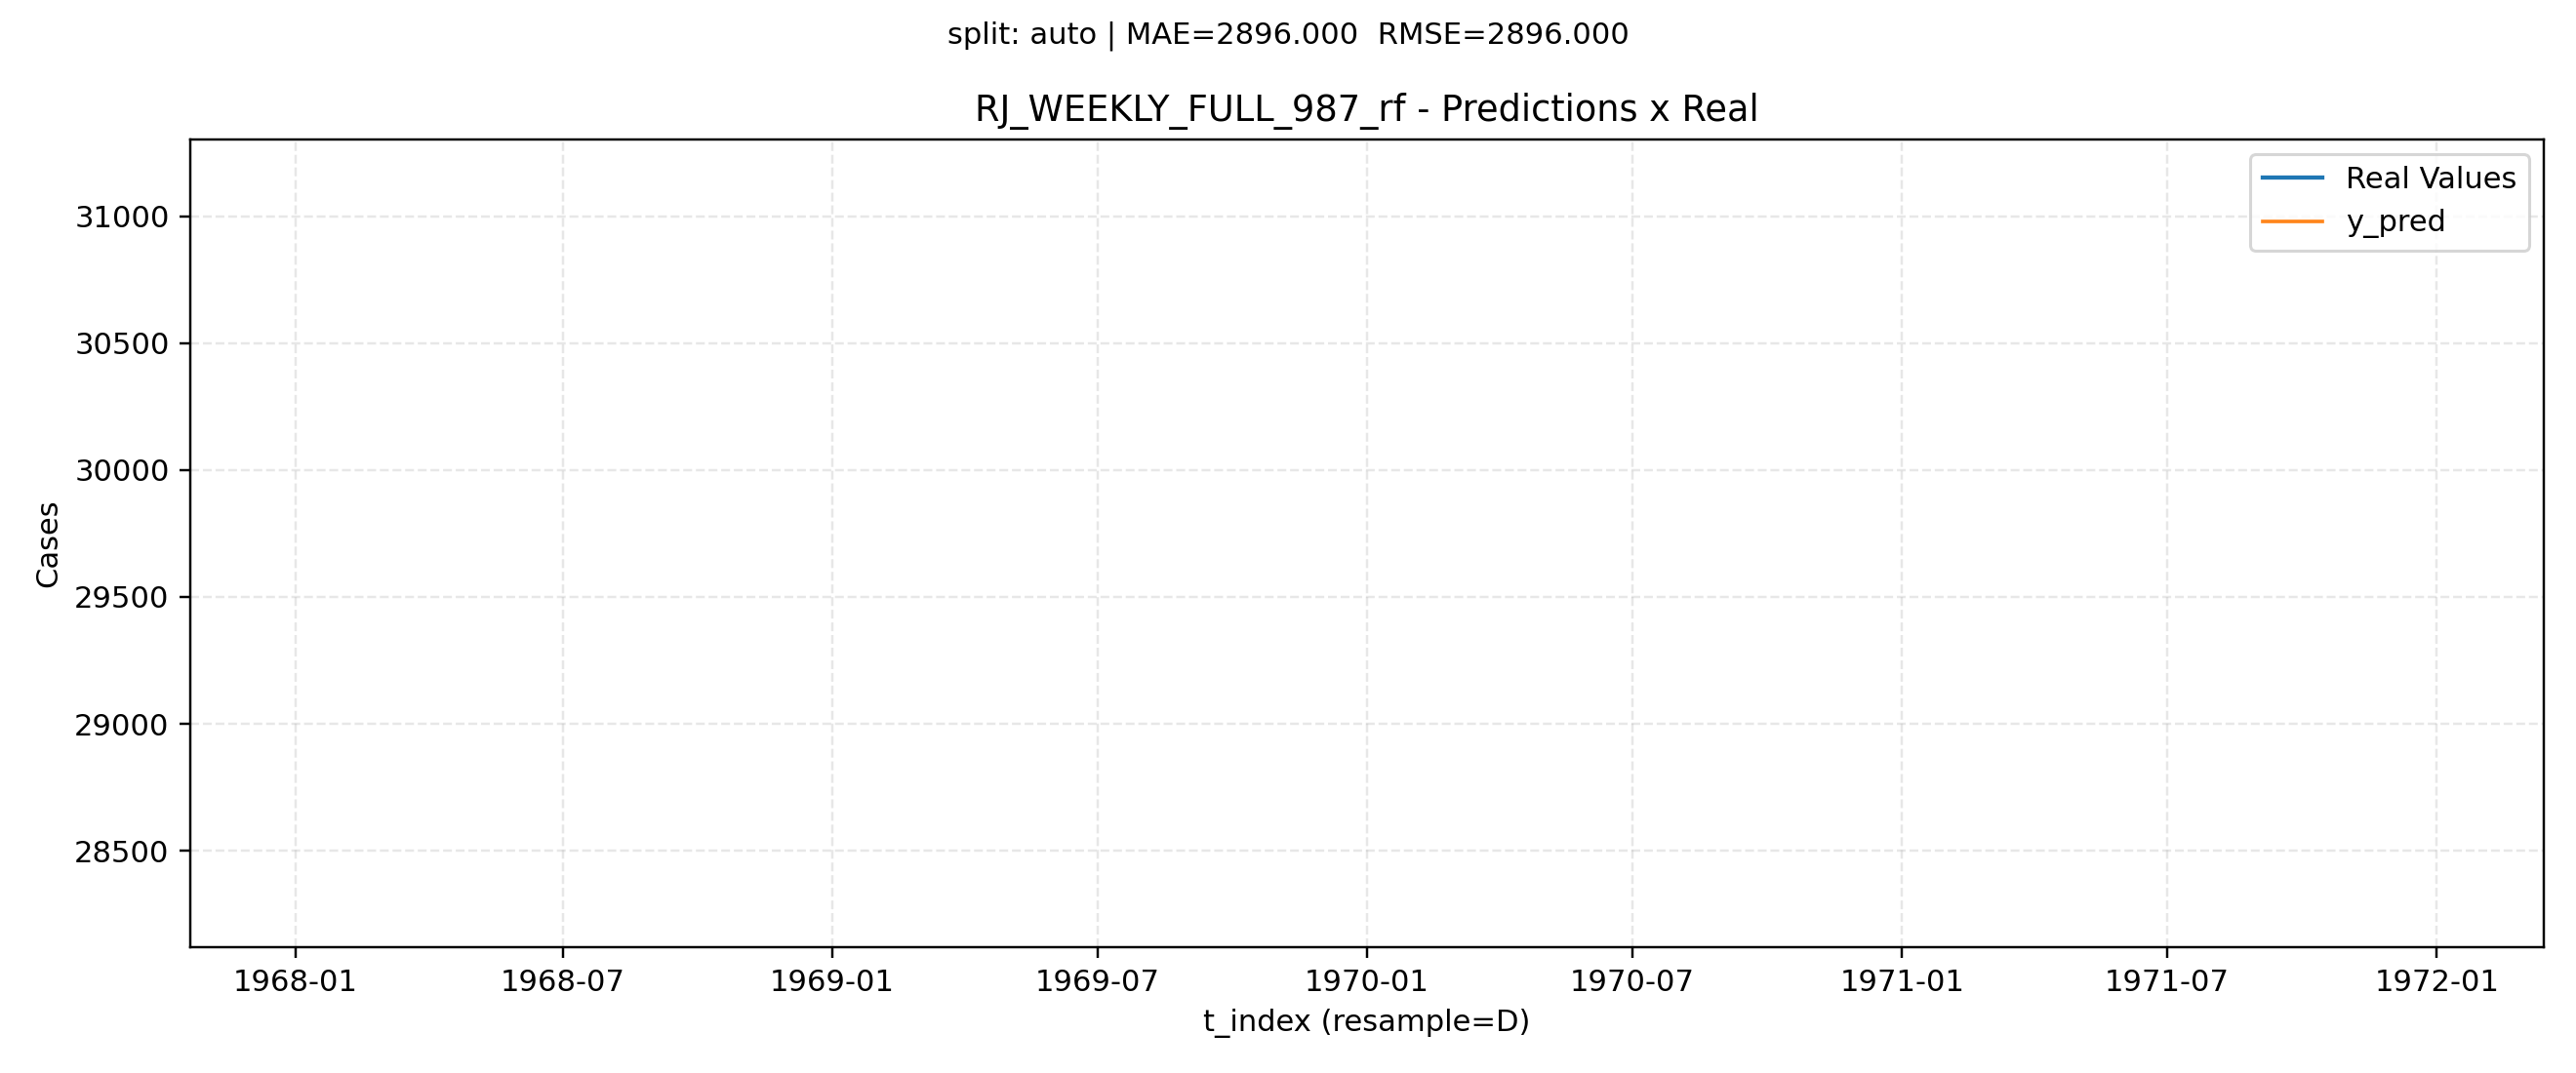 split: auto | MAE=2896.000  RMSE=2896.000
RJ_WEEKLY_FULL_987_rf - Predictions x Real
Real Values
y_pred
31000
30500
30000
29500
29000
28500
Cases
1968-01
1968-07
1969-01
1969-07
1970-01
1970-07
1971-01
1971-07
1972-01
t_index (resample=D)